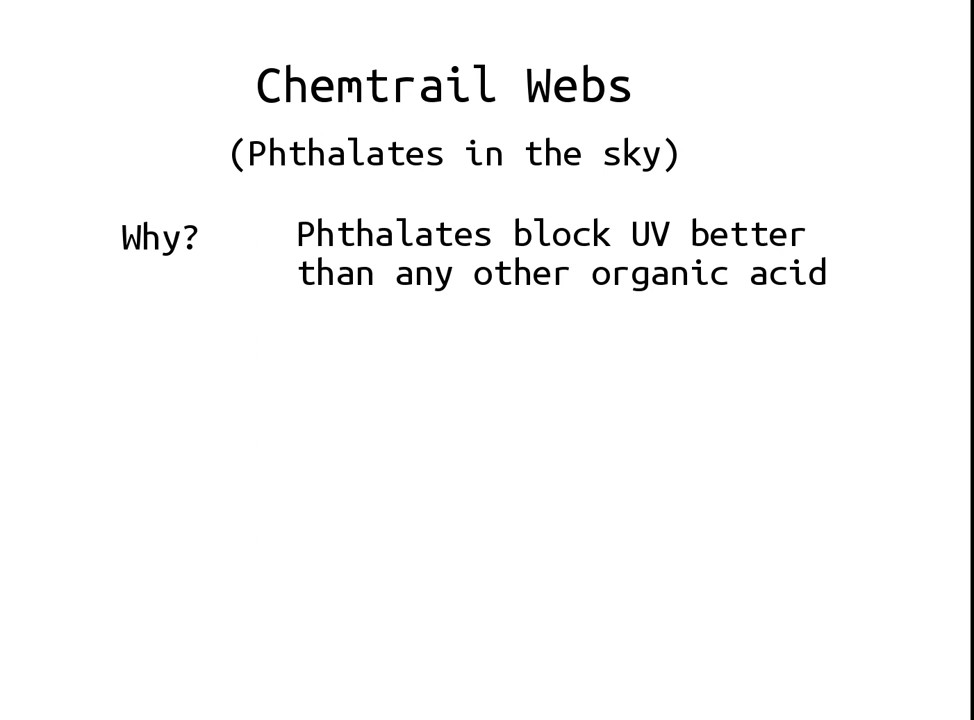 Chemtrail Webs
(Phthalates in the sky)
Why?
Phthalates block UV better
than any other organic acid